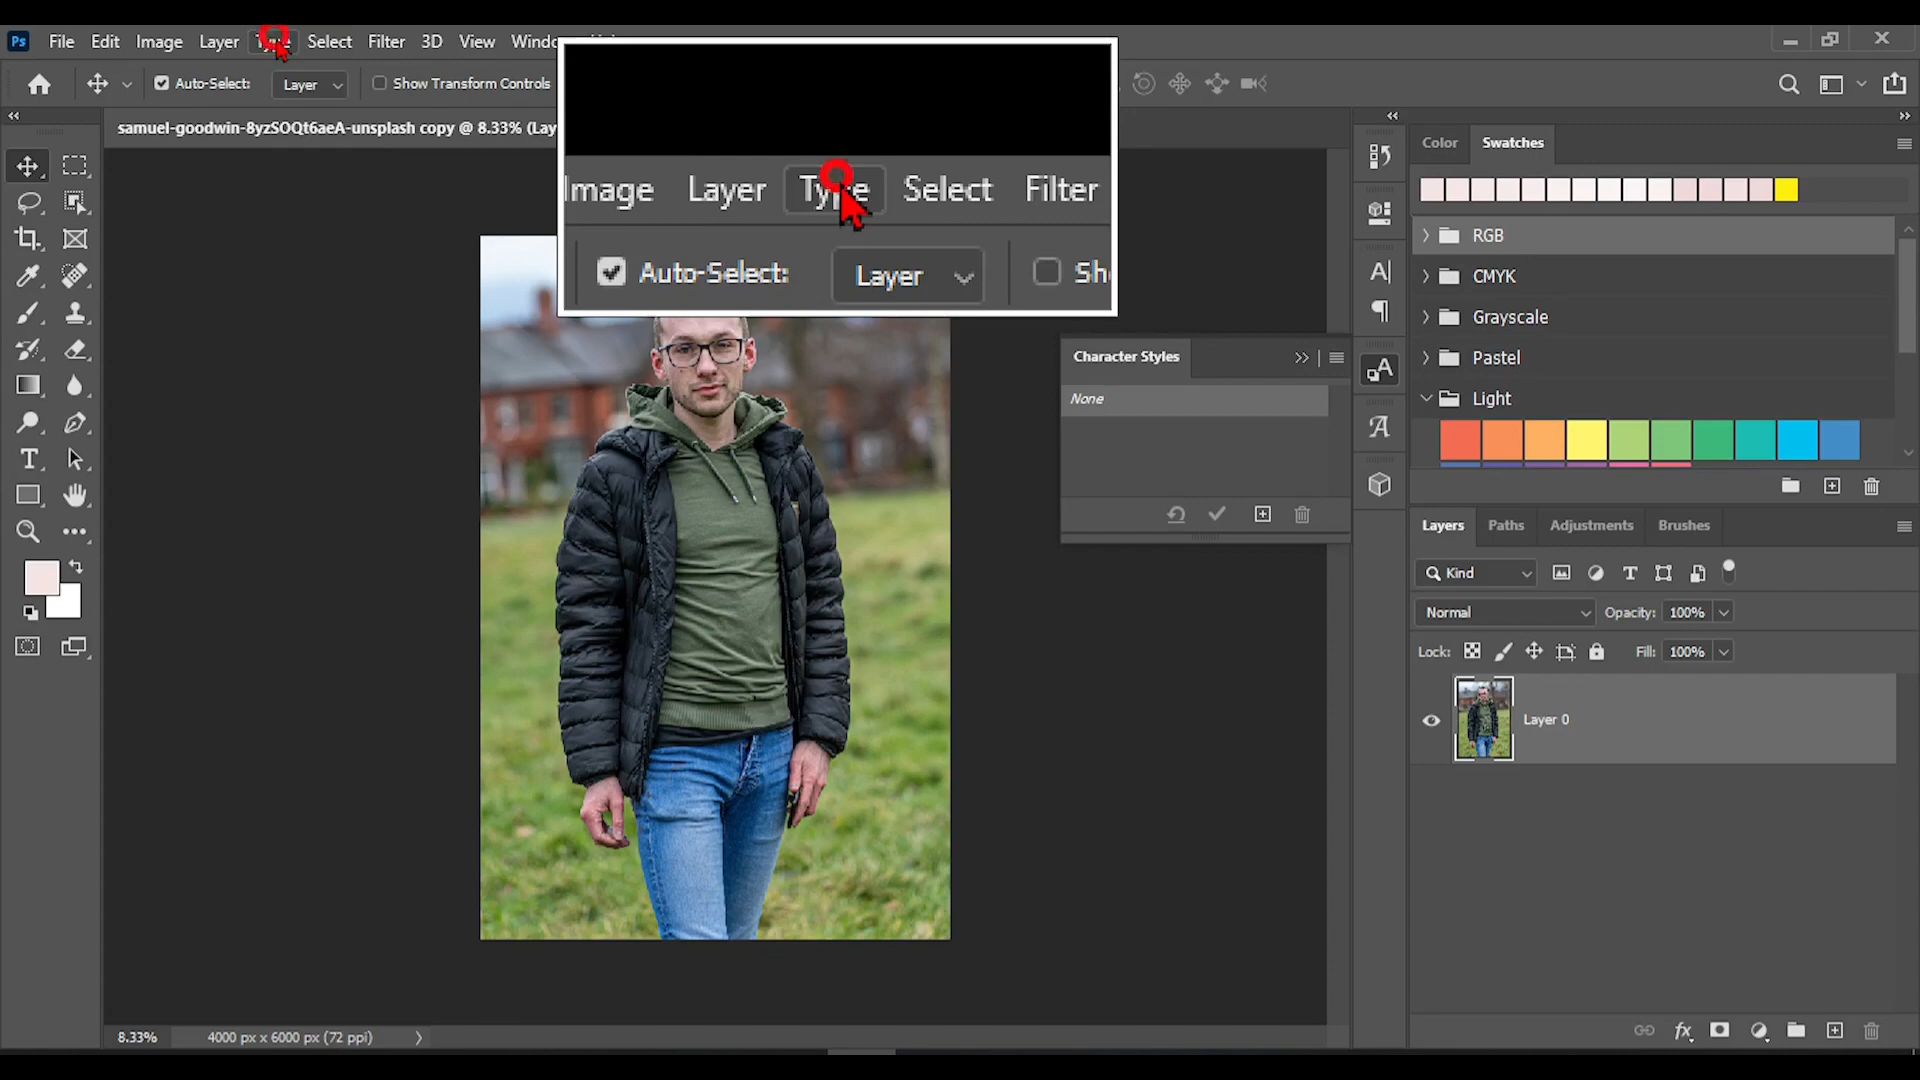 Ps File Edit Image Layer Type Select Filter 3D View
Auto-Select: Layer Show Transform Controls
samuel-goodwin-8yzSOQt6aeA-unsplash copy @ 8.33% (Lay
Image Layer Type Select Filter
Auto-Select: Layer
Color Swatches
RGB
CMYK
Grayscale
Pastel
Light
Character Styles
None
Layers Paths Adjustments Brushes
Kind
Normal Opacity: 100%
Lock: Fill: 100%
Layer 0
8.33% 4000 px x 6000 px (72 ppi)